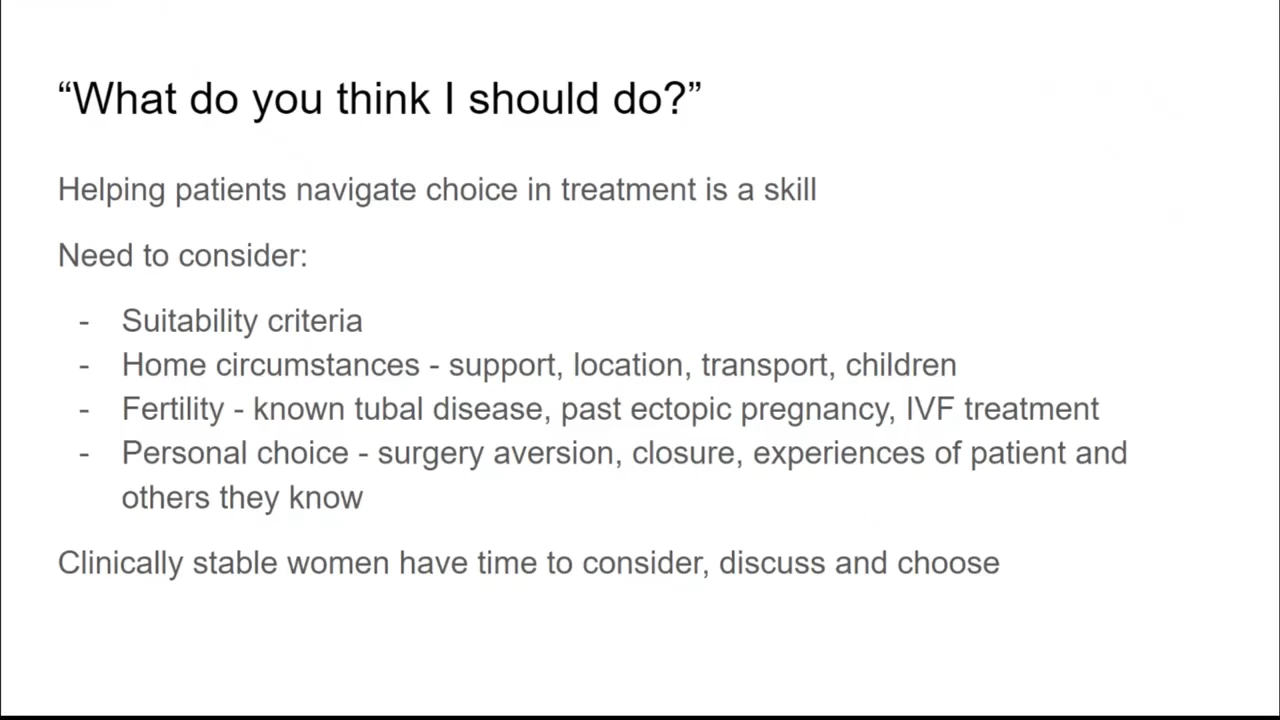 “What do you think I should do?”
Helping patients navigate choice in treatment is a skill
Need to consider:
- Suitability criteria
- Home circumstances - support, location, transport, children
- Fertility - known tubal disease, past ectopic pregnancy, IVF treatment
- Personal choice - surgery aversion, closure, experiences of patient and
others they know
Clinically stable women have time to consider, discuss and choose